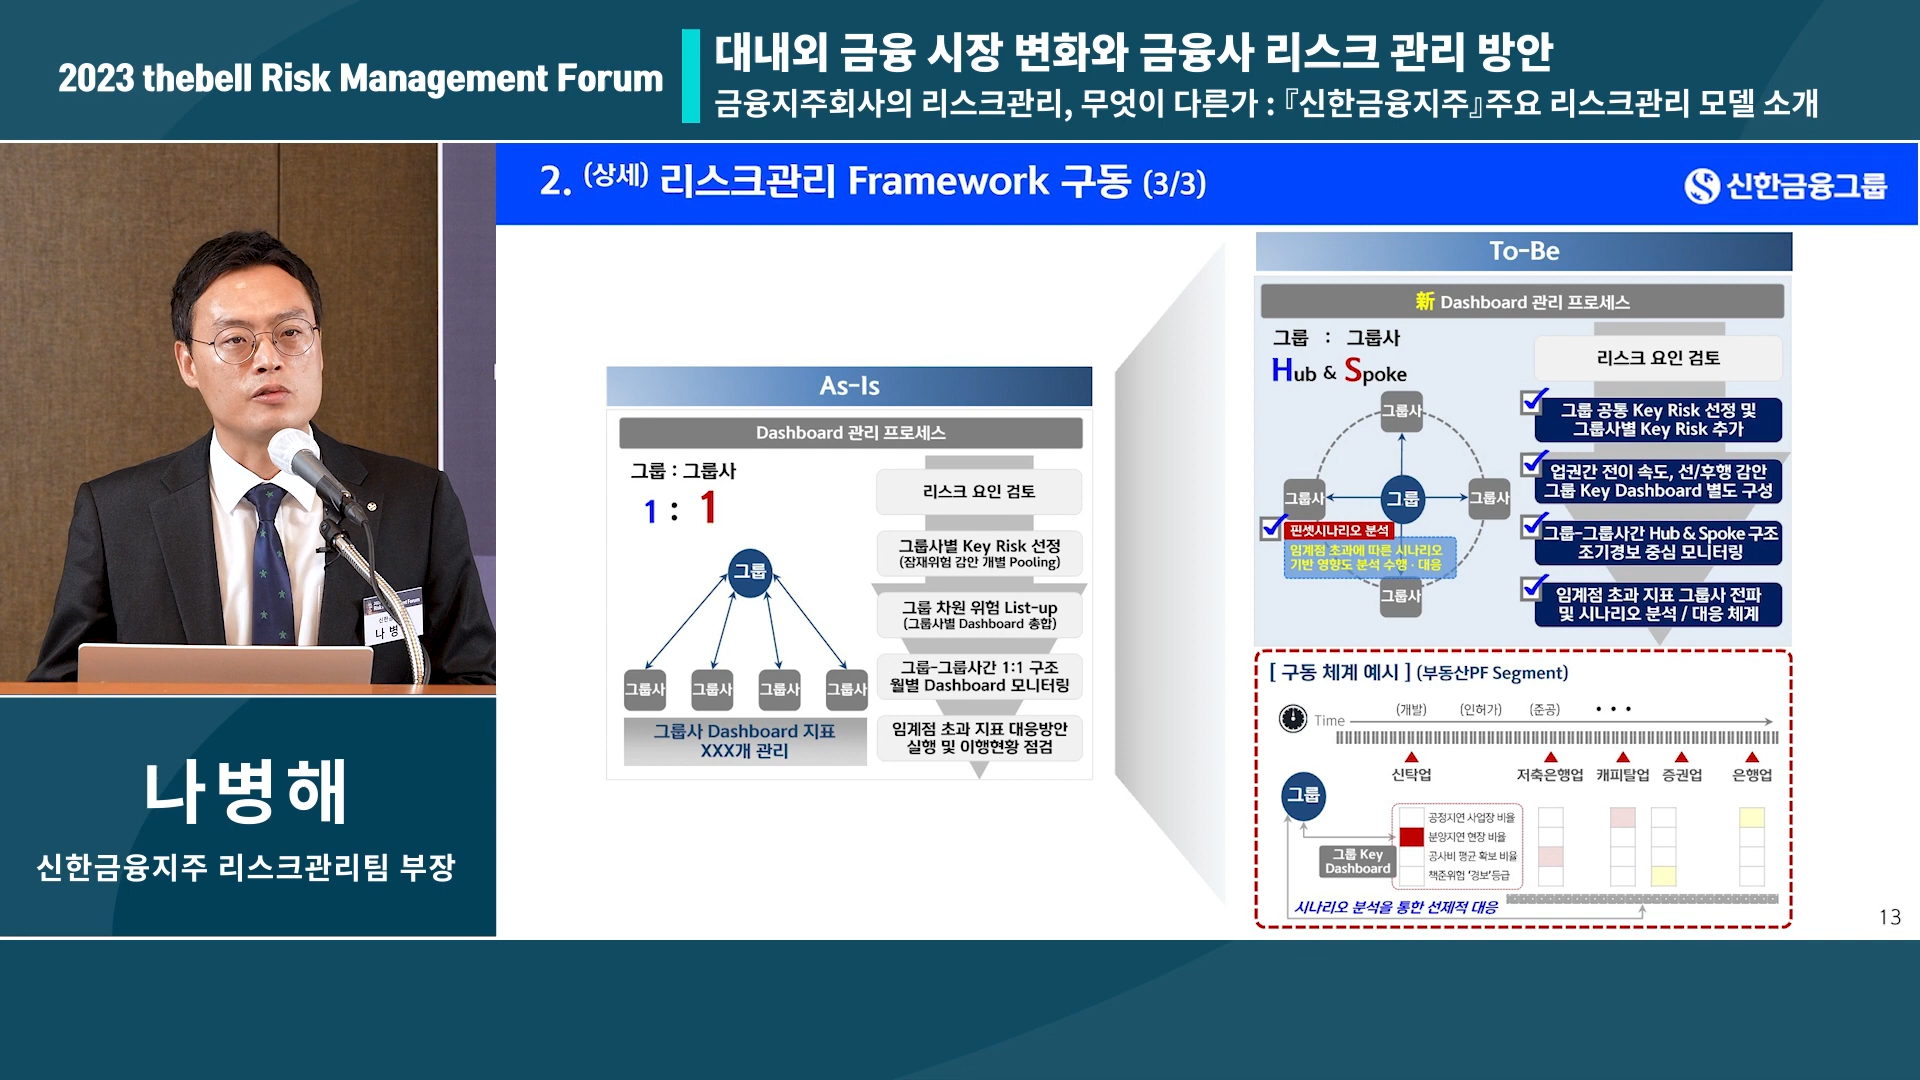 2023 thebell Risk Management Forum
대내외 금융 시장 변화와 금융사 리스크 관리 방안
금융지주회사의 리스크관리, 무엇이 다른가 : 『신한금융지주』주요 리스크관리 모델 소개
2. (상세) 리스크관리 Framework 구동 (3/3)
신한금융그룹
As-Is
Dashboard 관리 프로세스
그룹 : 그룹사
1 : 1
그룹
그룹사 그룹사 그룹사 그룹사
그룹사 Dashboard 지표
XXX개 관리
리스크 요인 검토
그룹사별 Key Risk 선정
(잠재위험 감안 개별 Pooling)
그룹 차원 위험 List-up
(그룹사별 Dashboard 총합)
그룹-그룹사간 1:1 구조
월별 Dashboard 모니터링
임계점 초과 지표 대응방안
실행 및 이행현황 점검
To-Be
新 Dashboard 관리 프로세스
그룹 : 그룹사
Hub & Spoke
그룹사
그룹사 그룹 그룹사
핀셋시나리오 분석
임계점 초과에 따른 시나리오
기반 영향도 분석 수행·대응
그룹사
리스크 요인 검토
그룹 공통 Key Risk 선정 및
그룹사별 Key Risk 추가
업권간 전이 속도, 선/후행 감안
그룹 Key Dashboard 별도 구성
그룹-그룹사간 Hub & Spoke 구조
조기경보 중심 모니터링
임계점 초과 지표 그룹사 전파
및 시나리오 분석 / 대응 체계
[ 구동 체계 예시 ] (부동산PF Segment)
Time (개발) (인허가) (준공) • • •
신탁업 저축은행업 캐피탈업 증권업 은행업
그룹
그룹 Key
Dashboard
공정지연 사업장 비율
분양지연 현장 비율
공사비 평균 확보 비율
책준위험 '경보'등급
시나리오 분석을 통한 선제적 대응
13
나병해
신한금융지주 리스크관리팀 부장